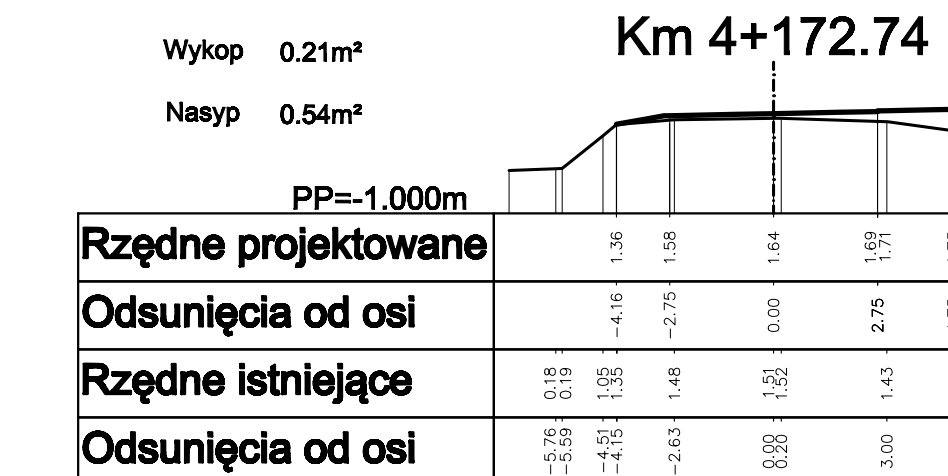 Km 4+172.74
Wykop 0.21m²
Nasyp 0.54m²
PP=-1.000m
Rzędne projektowane 1.36 1.58 1.64 1.69 1.71
Odsunięcia od osi -4.16 -2.75 0.00 2.75
Rzędne istniejące 0.18 0.19 1.05 1.35 1.48 1.51 1.52 1.43
Odsunięcia od osi -5.76 -5.59 -4.51 -4.15 -2.63 0.00 0.20 3.00